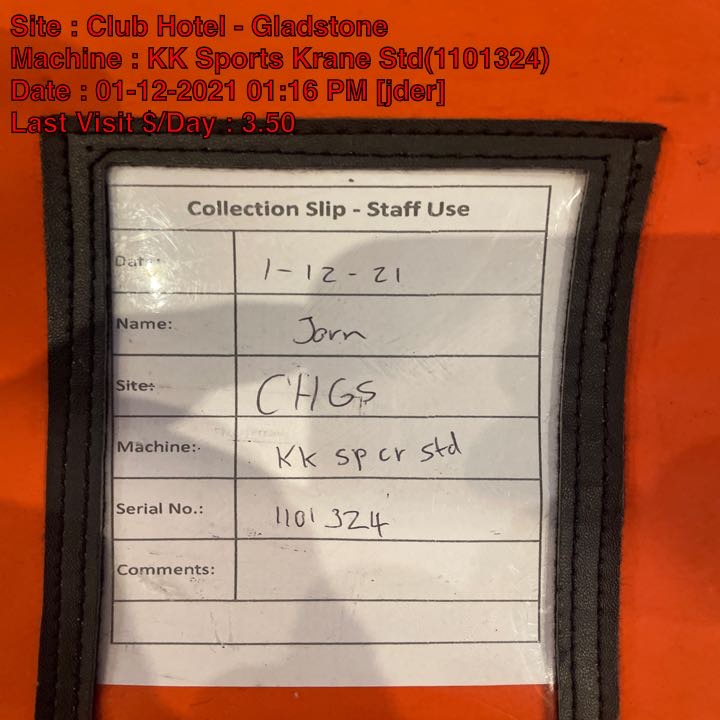 Site : Club Hotel - Gladstone
Machine : KK Sports Krane Std(1101324)
Date : 01-12-2021 01:16 PM [jder]
Last Visit $/Day : 3.50
Collection Slip - Staff Use
Date: 1-12-21
Name: Jorn
Site: CHGS
Machine: KK sp cr std
Serial No.: 1101324
Comments: